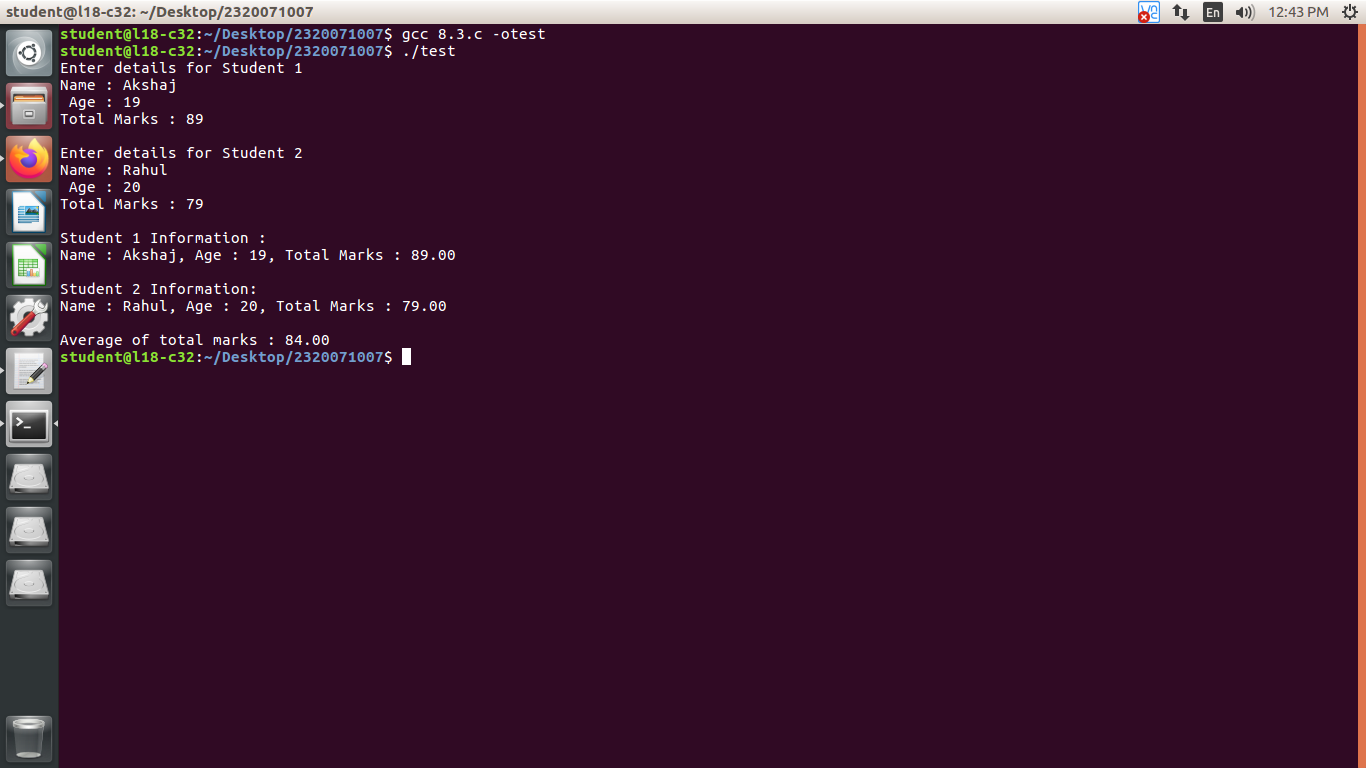 student@l18-c32: ~/Desktop/2320071007
En
12:43 PM
student@l18-c32:~/Desktop/2320071007$ gcc 8.3.c -otest
student@l18-c32:~/Desktop/2320071007$ ./test
Enter details for Student 1
Name : Akshaj
 Age : 19
Total Marks : 89

Enter details for Student 2
Name : Rahul
 Age : 20
Total Marks : 79

Student 1 Information :
Name : Akshaj, Age : 19, Total Marks : 89.00

Student 2 Information:
Name : Rahul, Age : 20, Total Marks : 79.00

Average of total marks : 84.00
student@l18-c32:~/Desktop/2320071007$